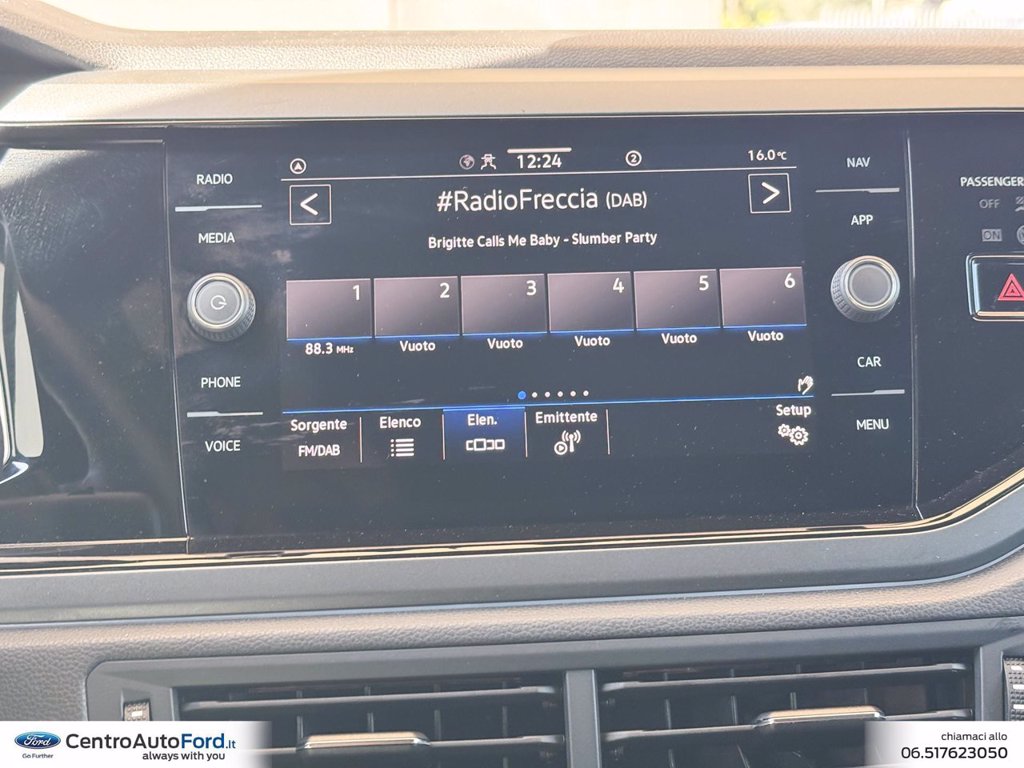 12:24
2
16.0°C
RADIO
MEDIA
PHONE
VOICE
<
#RadioFreccia (DAB)
>
Brigitte Calls Me Baby - Slumber Party
1 2 3 4 5 6
88.3 MHz Vuoto Vuoto Vuoto Vuoto Vuoto
Sorgente Elenco Elen. Emittente Setup
FM/DAB
NAV
APP
CAR
MENU
PASSENGER
OFF
ON
Ford
Go Further
CentroAutoFord.it
always with you
chiamaci allo
06.517623050